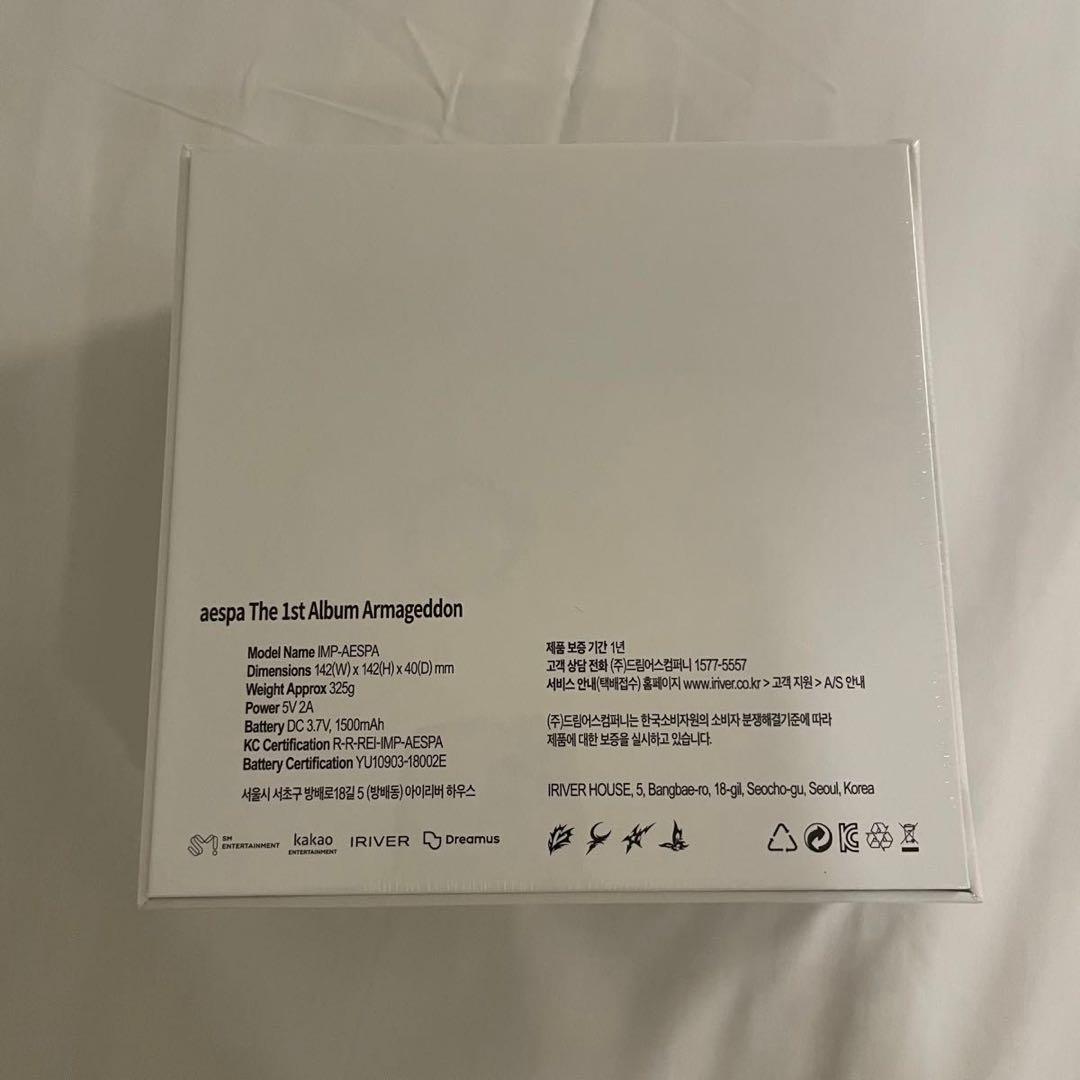 aespa The 1st Album Armageddon
Model Name IMP-AESPA
Dimensions 142(W) x 142(H) x 40(D) mm
Weight Approx 325g
Power 5V 2A
Battery DC 3.7V, 1500mAh
KC Certification R-R-REI-IMP-AESPA
Battery Certification YU10903-18002E
서울시 서초구 방배로18길 5 (방배동) 아이리버 하우스
제품 보증 기간 1년
고객 상담 전화 (주)드림어스컴퍼니 1577-5557
서비스 안내(택배접수) 홈페이지 www.iriver.co.kr > 고객 지원 > A/S 안내
(주)드림어스컴퍼니는 한국소비자원의 소비자 분쟁해결기준에 따라
제품에 대한 보증을 실시하고 있습니다.
IRIVER HOUSE, 5, Bangbae-ro, 18-gil, Seocho-gu, Seoul, Korea
SM ENTERTAINMENT
kakao ENTERTAINMENT
IRIVER
Dreamus